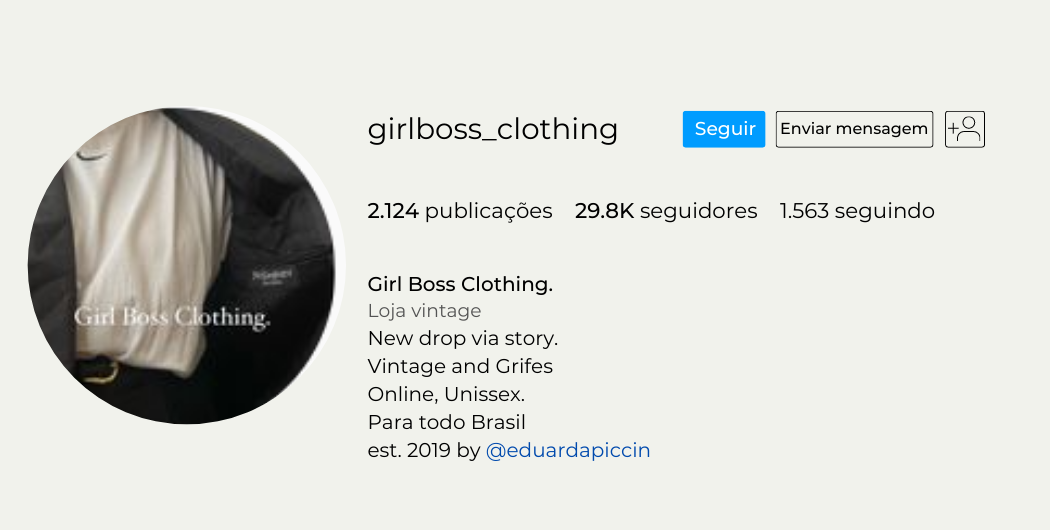 girlboss_clothing
Seguir
Enviar mensagem
2.124 publicações 29.8K seguidores 1.563 seguindo
Girl Boss Clothing.
Girl Boss Clothing.
Loja vintage
New drop via story.
Vintage and Grifes
Online, Unissex.
Para todo Brasil
est. 2019 by @eduardapiccin